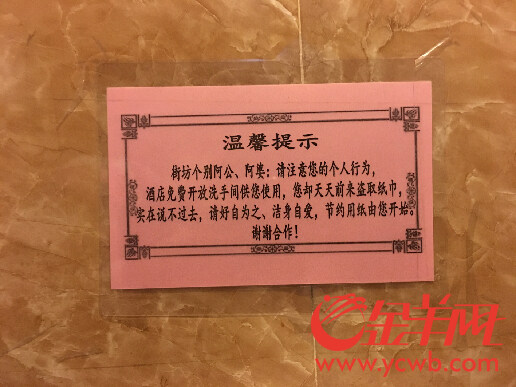 温馨提示
街坊个别阿公、阿婆：请注意您的个人行为，
酒店免费开放洗手间供您使用，您却天天前来盗取纸巾，
实在说不过去，请好自为之、洁身自爱，节约用纸由您开始。
谢谢合作！
金羊网
www.ycwb.com